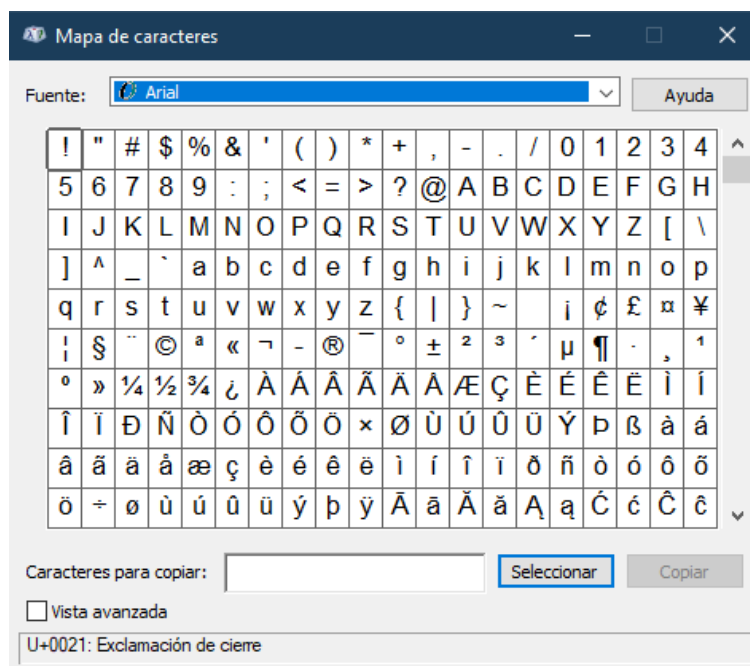 Mapa de caracteres
Fuente: Arial Ayuda
! " # $ % & ' ( ) * + , - . / 0 1 2 3 4
5 6 7 8 9 : ; < = > ? @ A B C D E F G H
I J K L M N O P Q R S T U V W X Y Z [ \
] ^ _ ` a b c d e f g h i j k l m n o p
q r s t u v w x y z { | } ~ ¡ ¢ £ ¤ ¥
¦ § ¨ © ª « ¬ - ® ¯ ° ± ² ³ ´ µ ¶ · ¸ ¹
º » ¼ ½ ¾ ¿ À Á Â Ã Ä Å Æ Ç È É Ê Ë Ì Í
Î Ï Ð Ñ Ò Ó Ô Õ Ö × Ø Ù Ú Û Ü Ý Þ ß à á
â ã ä å æ ç è é ê ë ì í î ï ð ñ ò ó ô õ
ö ÷ ø ù ú û ü ý þ ÿ Ā ā Ă ă Ą ą Ć ć Ĉ ĉ
Caracteres para copiar: Seleccionar Copiar
Vista avanzada
U+0021: Exclamación de cierre